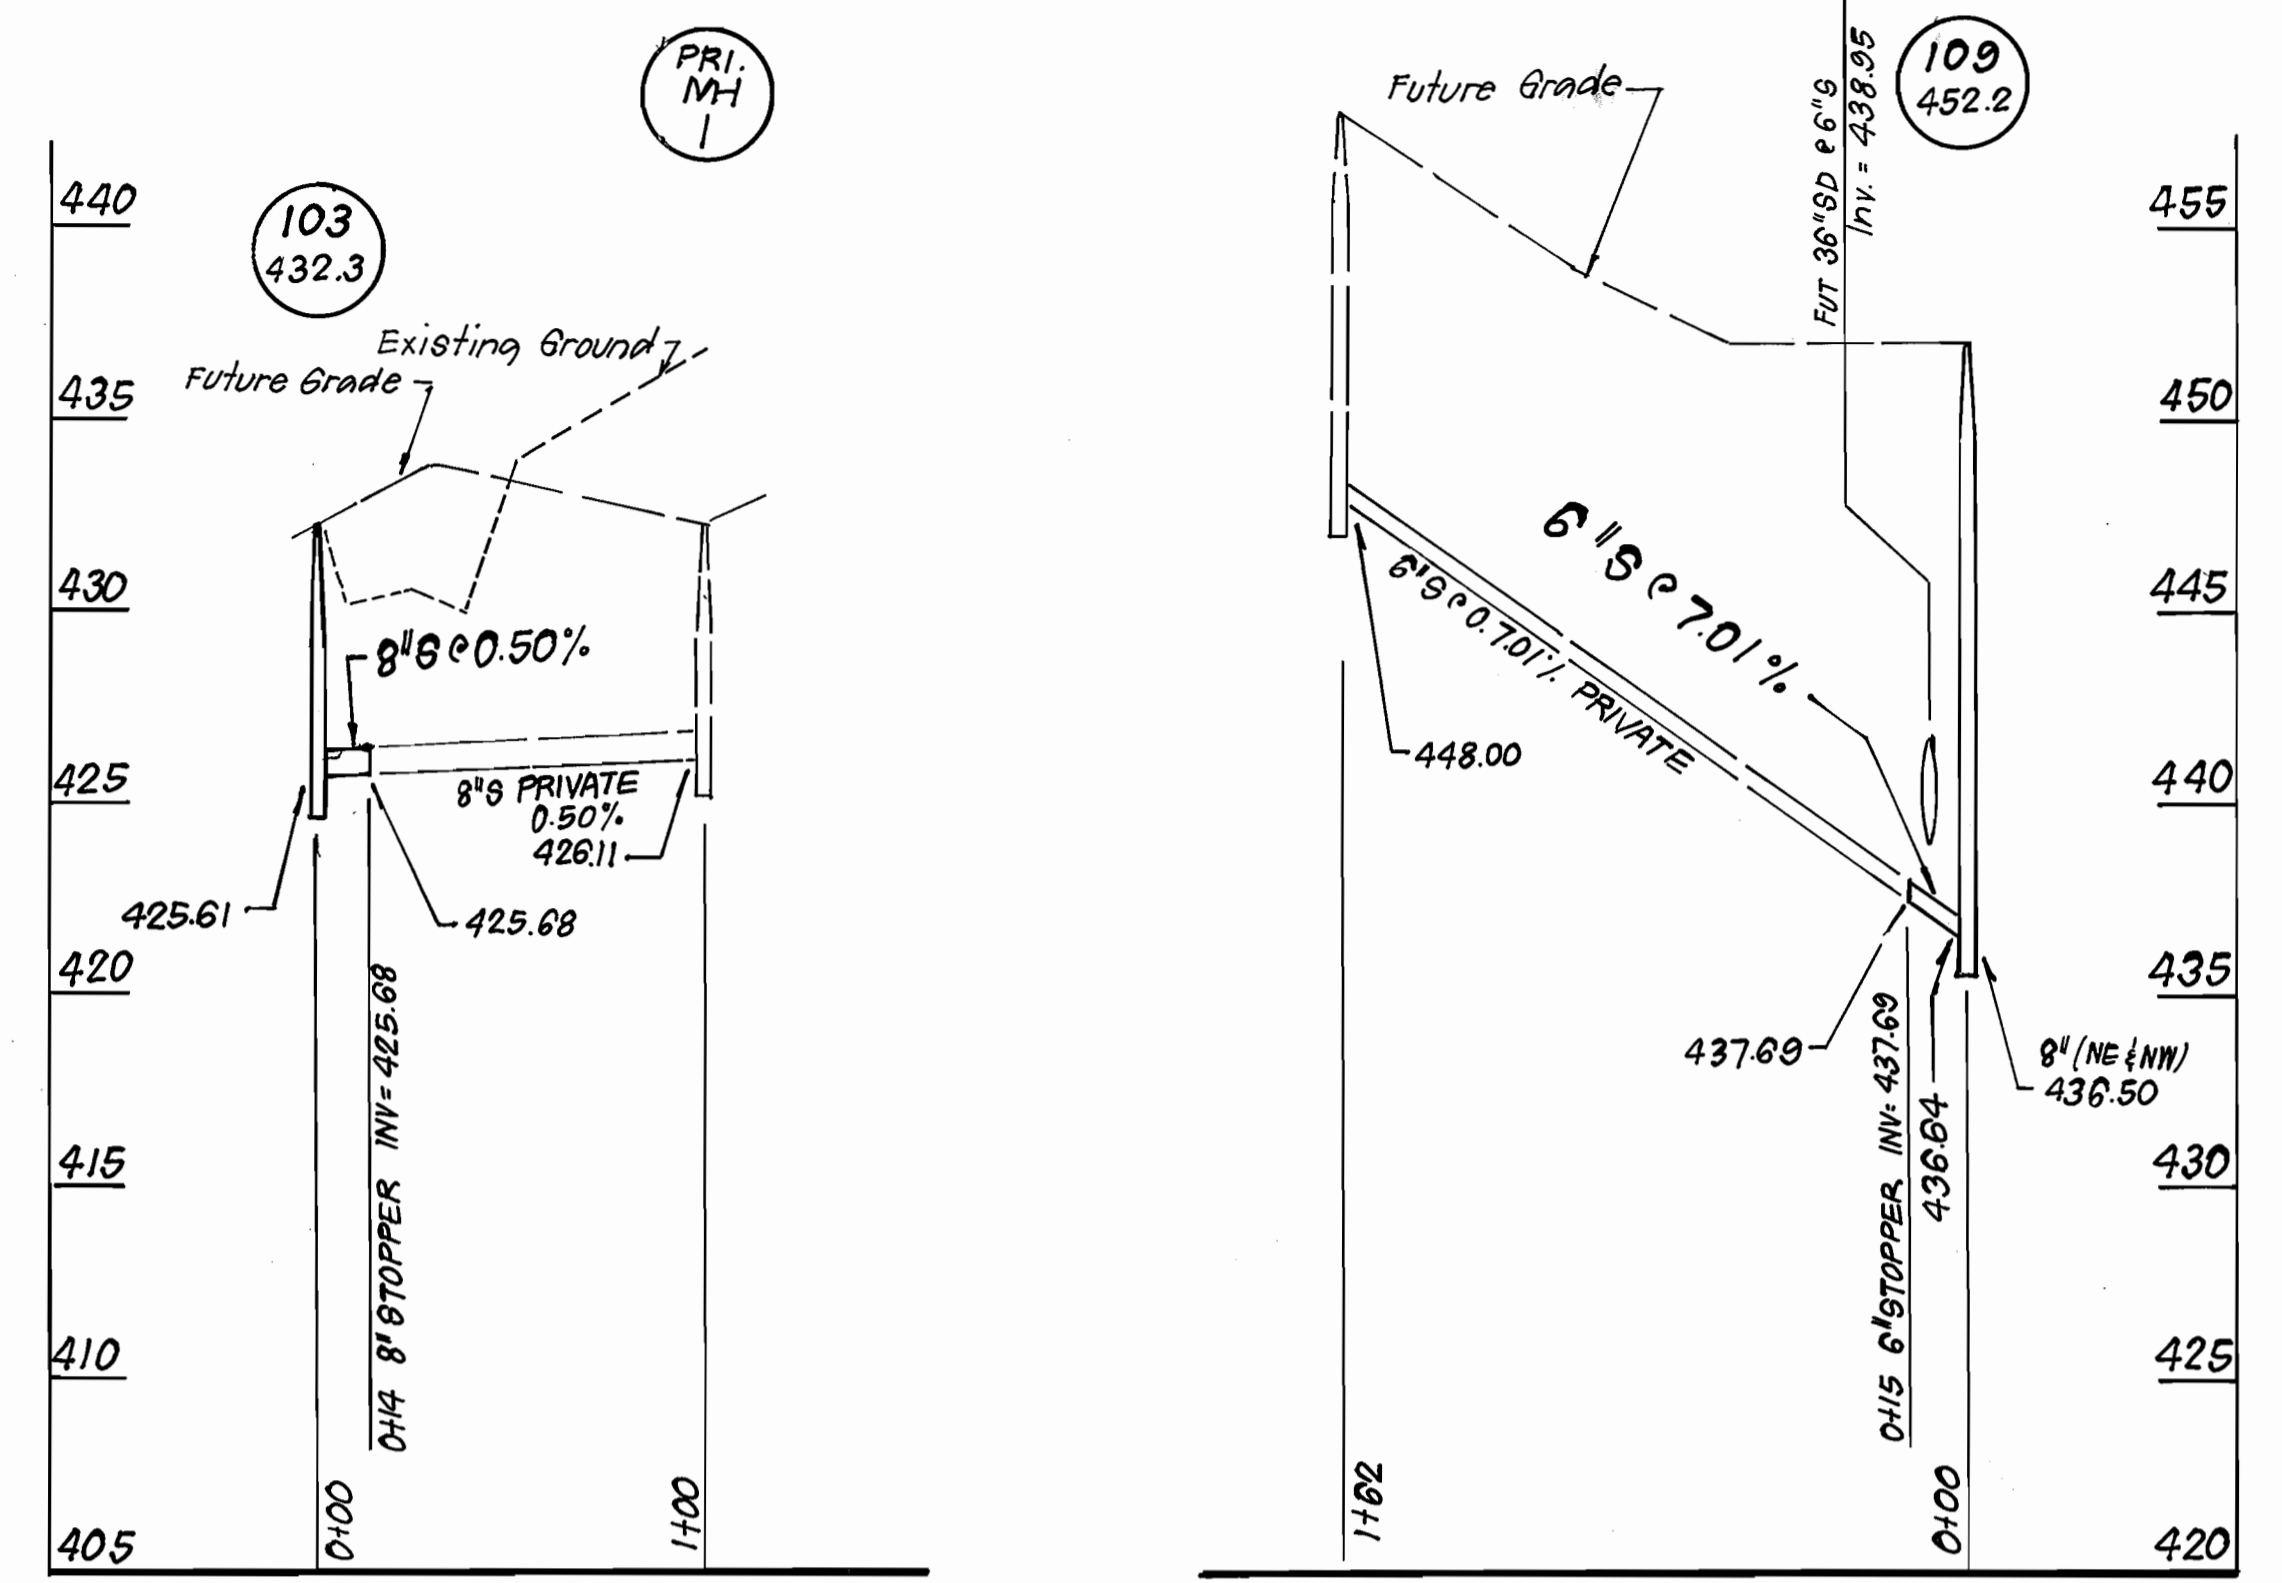 PRI.
MH
1
103
432.3
440
435
430
425
420
415
410
405
Existing Ground
Future Grade
8"S @ 0.50%
8"S PRIVATE
0.50%
426.11
425.61
425.68
0+14 8" STOPPER INV=425.68
0+00
1+00
Future Grade
FUT 36"SD @ 6"S
Inv. = 438.95
109
452.2
455
450
445
440
435
430
425
420
6"S @ 7.01%
6"S @ 0.7.01% PRIVATE
448.00
437.69
8" (NE & NW)
436.50
436.64
0+15 6" STOPPER INV= 437.69
1+62
0+00